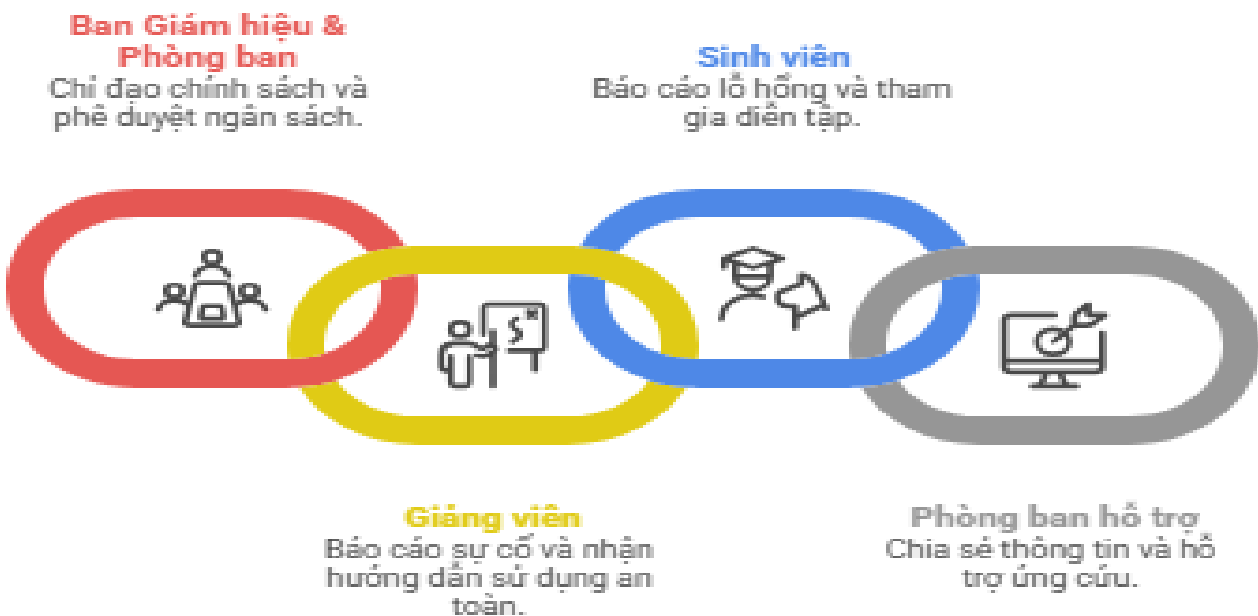 Ban Giám hiệu &
Phòng ban
Chỉ đạo chính sách và
phê duyệt ngân sách.
Sinh viên
Báo cáo lỗ hổng và tham
gia diễn tập.
Giảng viên
Báo cáo sự cố và nhận
hướng dẫn sử dụng an
toàn.
Phòng ban hỗ trợ
Chia sẻ thông tin và hỗ
trợ ứng cứu.